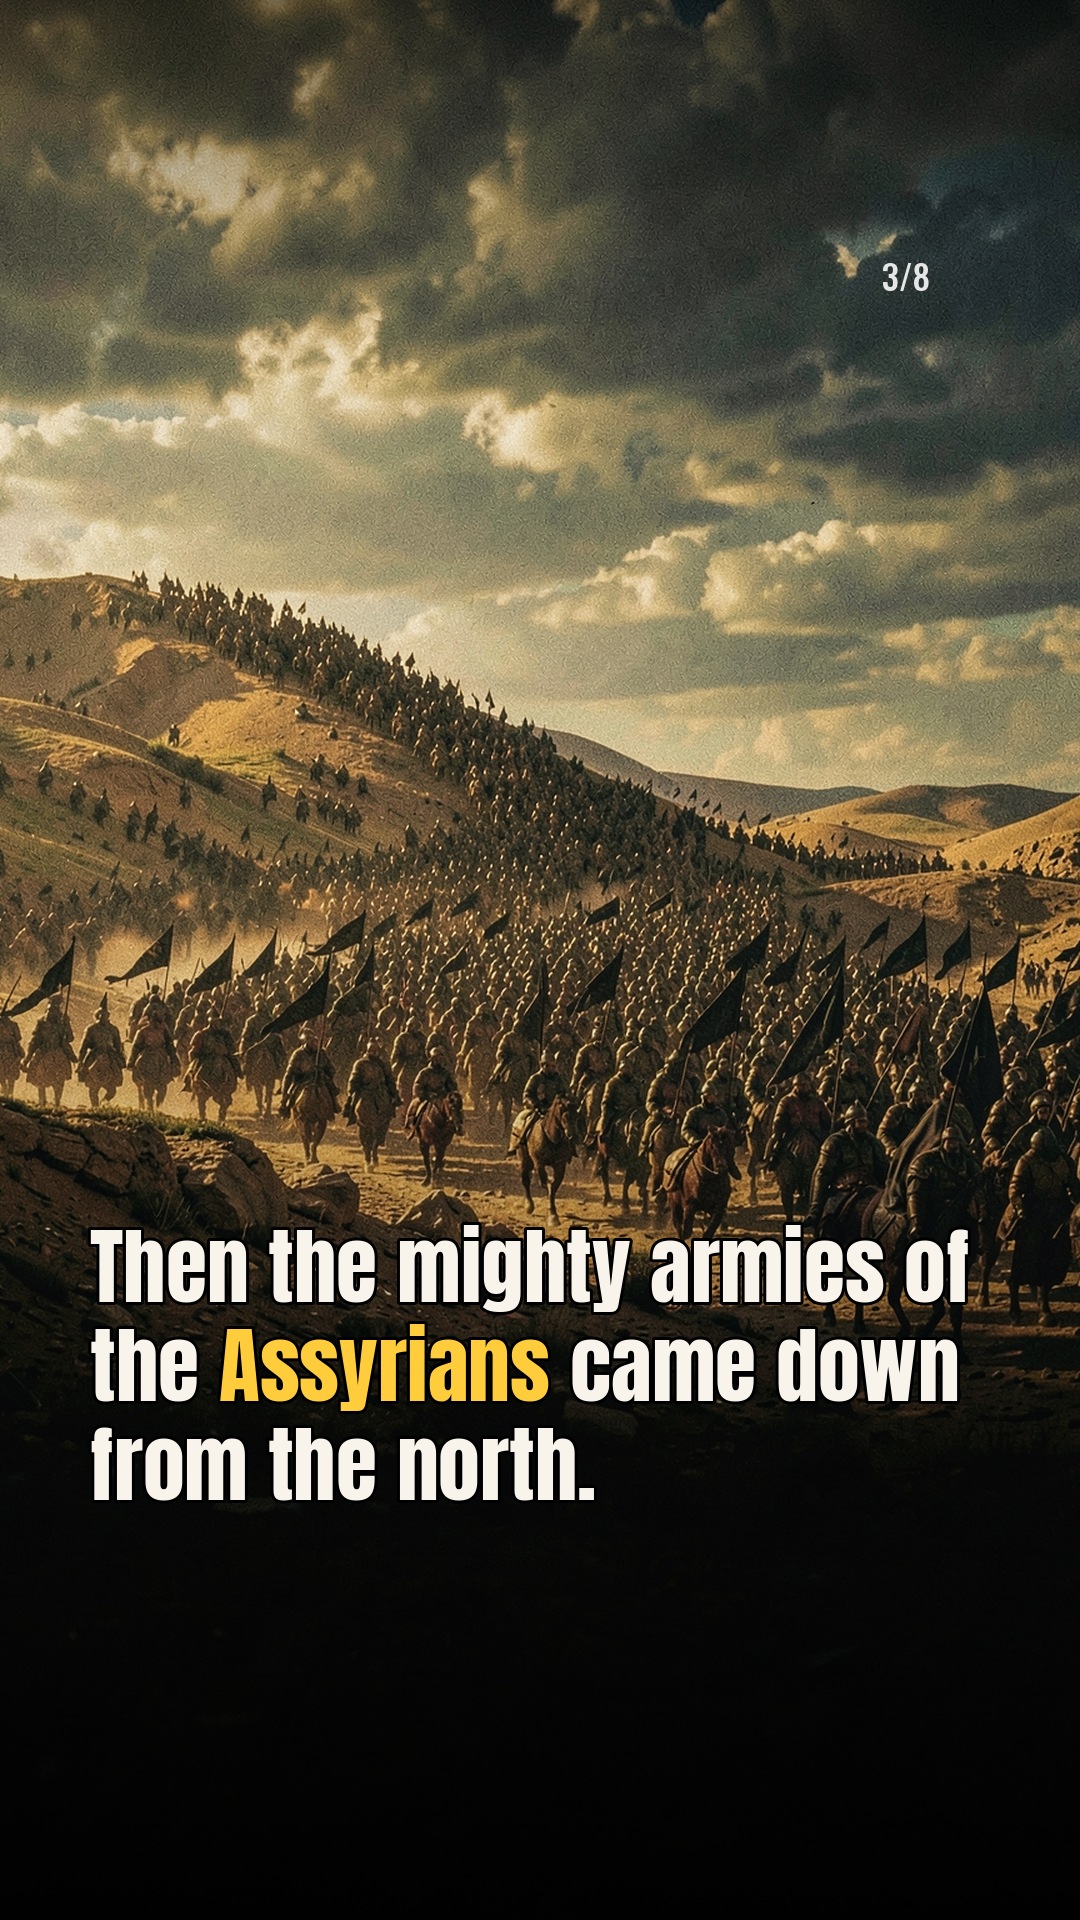 3/8
Then the mighty armies of
the Assyrians came down
from the north.